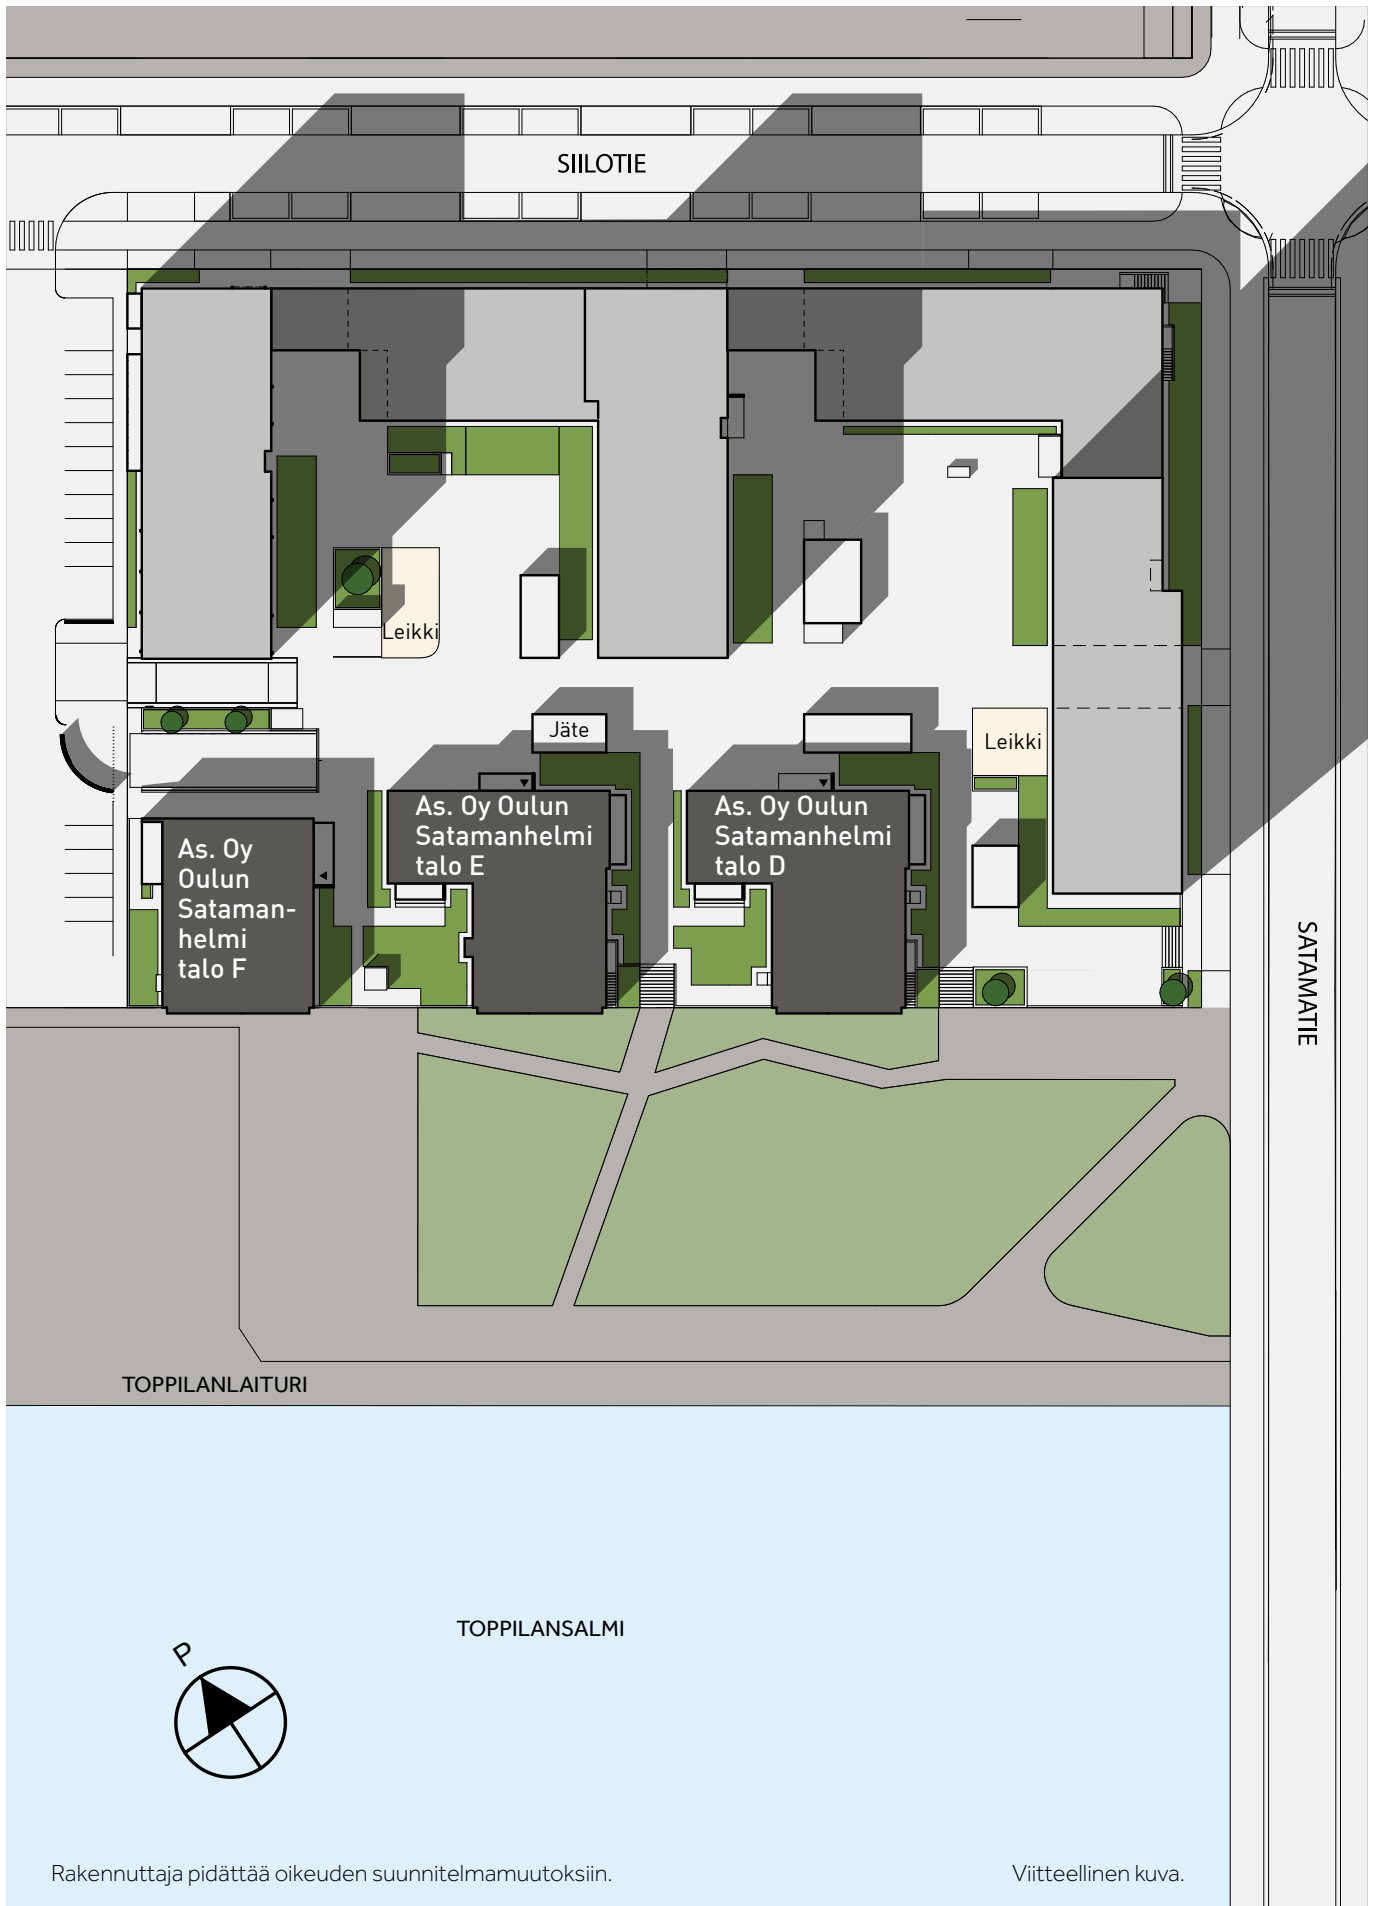 SIILOTIE
Leikki
Jäte
Leikki
As. Oy
Oulun
Sataman-
helmi
talo F
As. Oy Oulun
Satamanhelmi
talo E
As. Oy Oulun
Satamanhelmi
talo D
SATAMATIE
TOPPILANLAITURI
TOPPILANSALMI
P
Rakennuttaja pidättää oikeuden suunnitelmamuutoksiin.
Viitteellinen kuva.